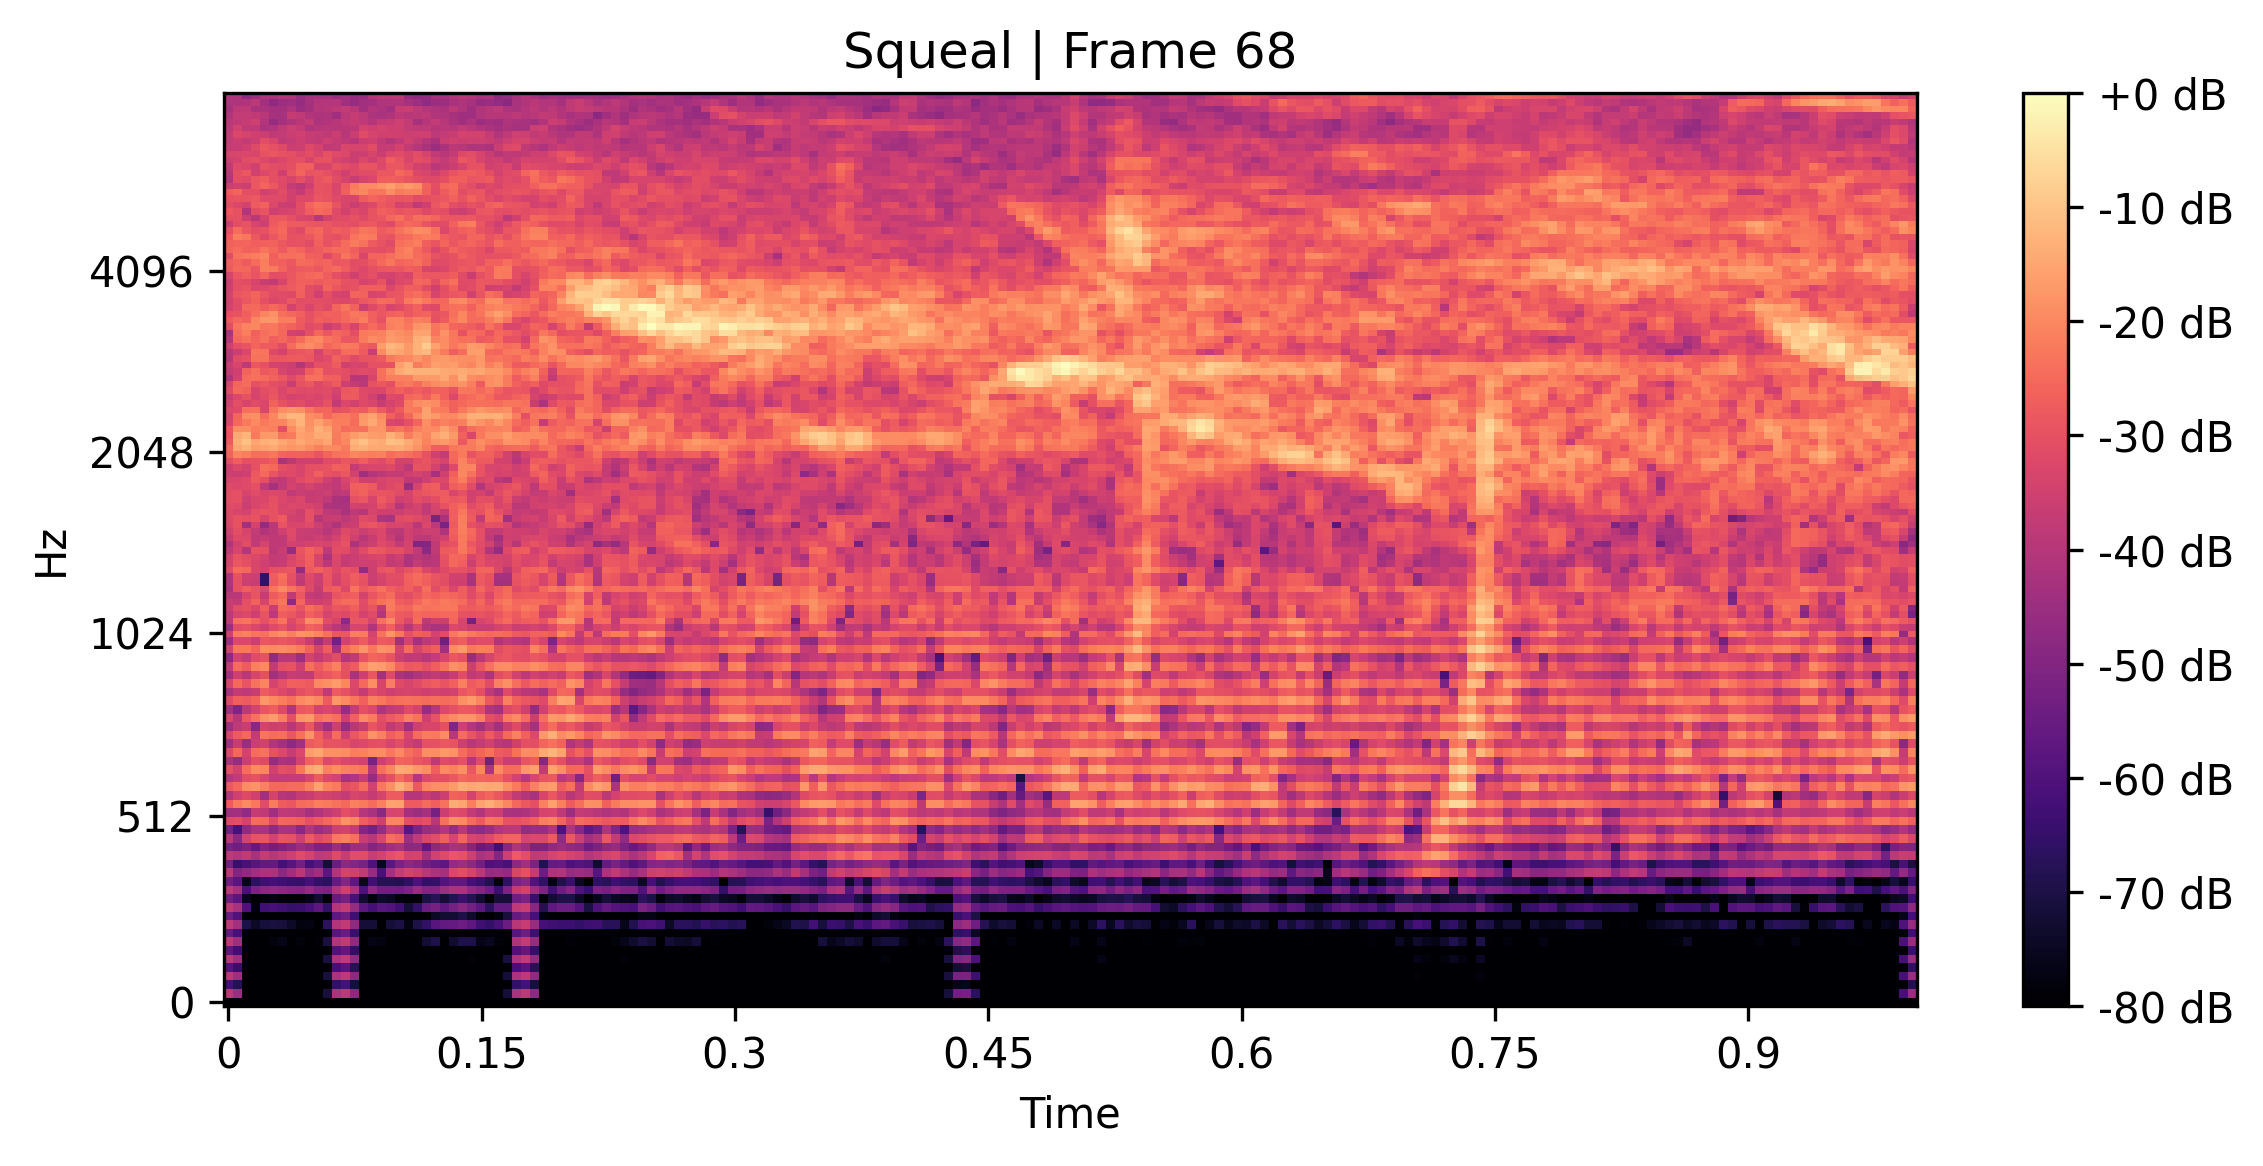 Squeal | Frame 68
+0 dB
-10 dB
-20 dB
-30 dB
-40 dB
-50 dB
-60 dB
-70 dB
-80 dB
Hz
4096
2048
1024
512
0
0 0.15 0.3 0.45 0.6 0.75 0.9
Time